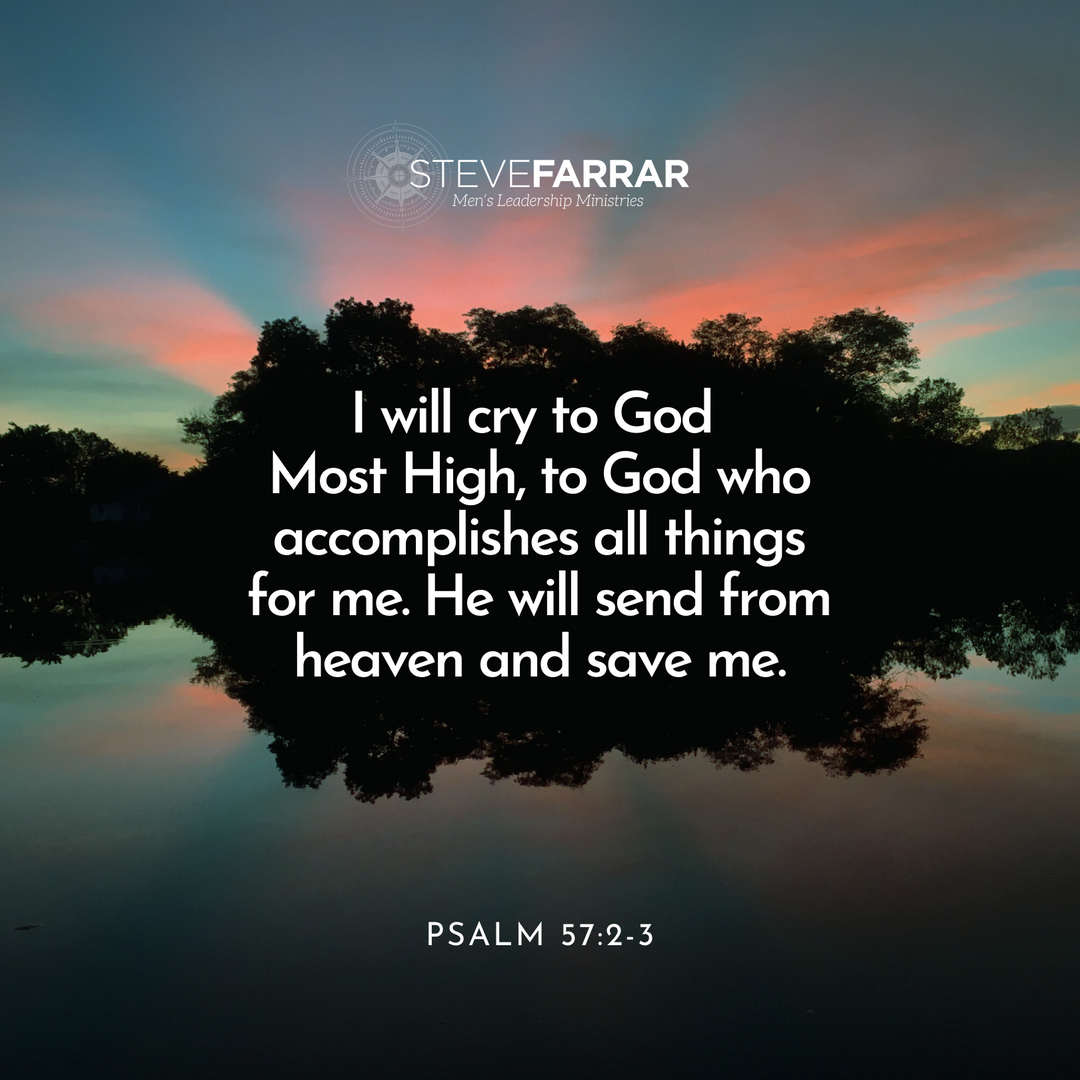 STEVEFARRAR
Men's Leadership Ministries
I will cry to God
Most High, to God who
accomplishes all things
for me. He will send from
heaven and save me.
PSALM 57:2-3